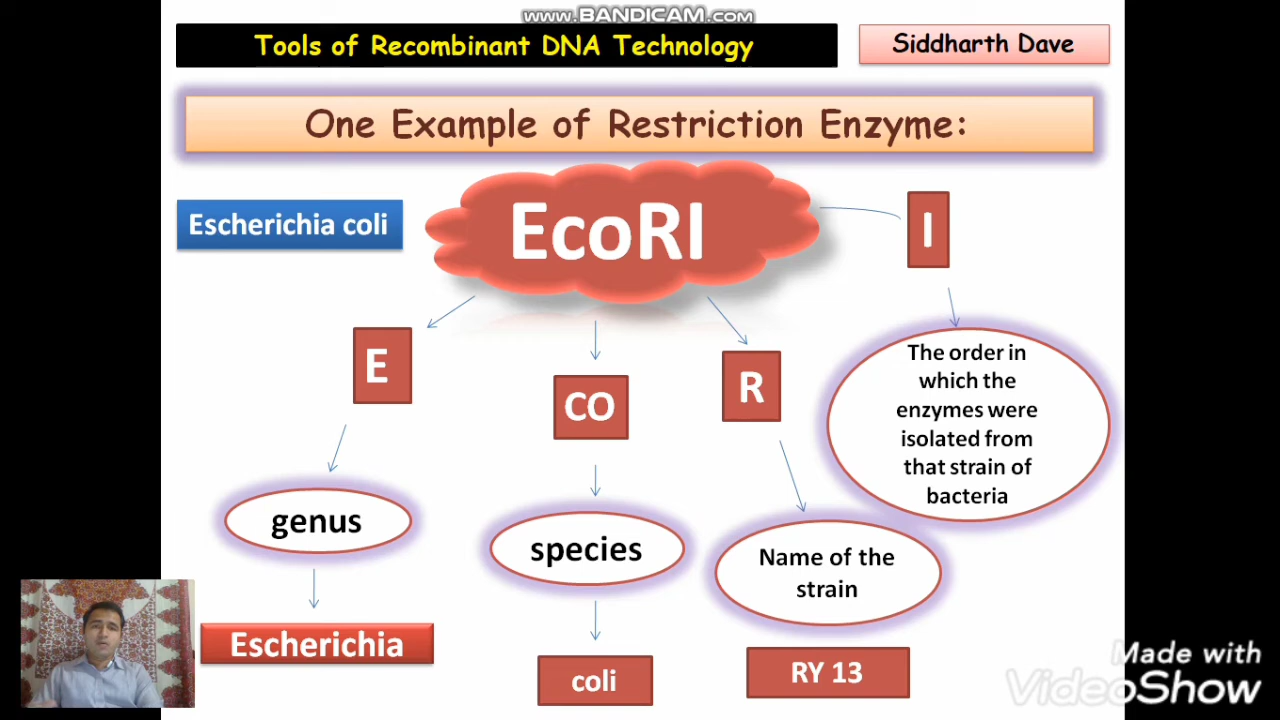 www.BANDICAM.com
Tools of Recombinant DNA Technology
Siddharth Dave
One Example of Restriction Enzyme:
Escherichia coli
EcoRI
I
E
CO
R
The order in
which the
enzymes were
isolated from
that strain of
bacteria
genus
species
Name of the
strain
Escherichia
coli
RY 13
Made with
VideoShow